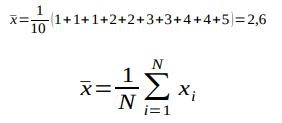 x̄=1/10(1+1+1+2+2+3+3+4+4+5)=2,6
x̄=1/N ∑_{i=1}^{N} x_i